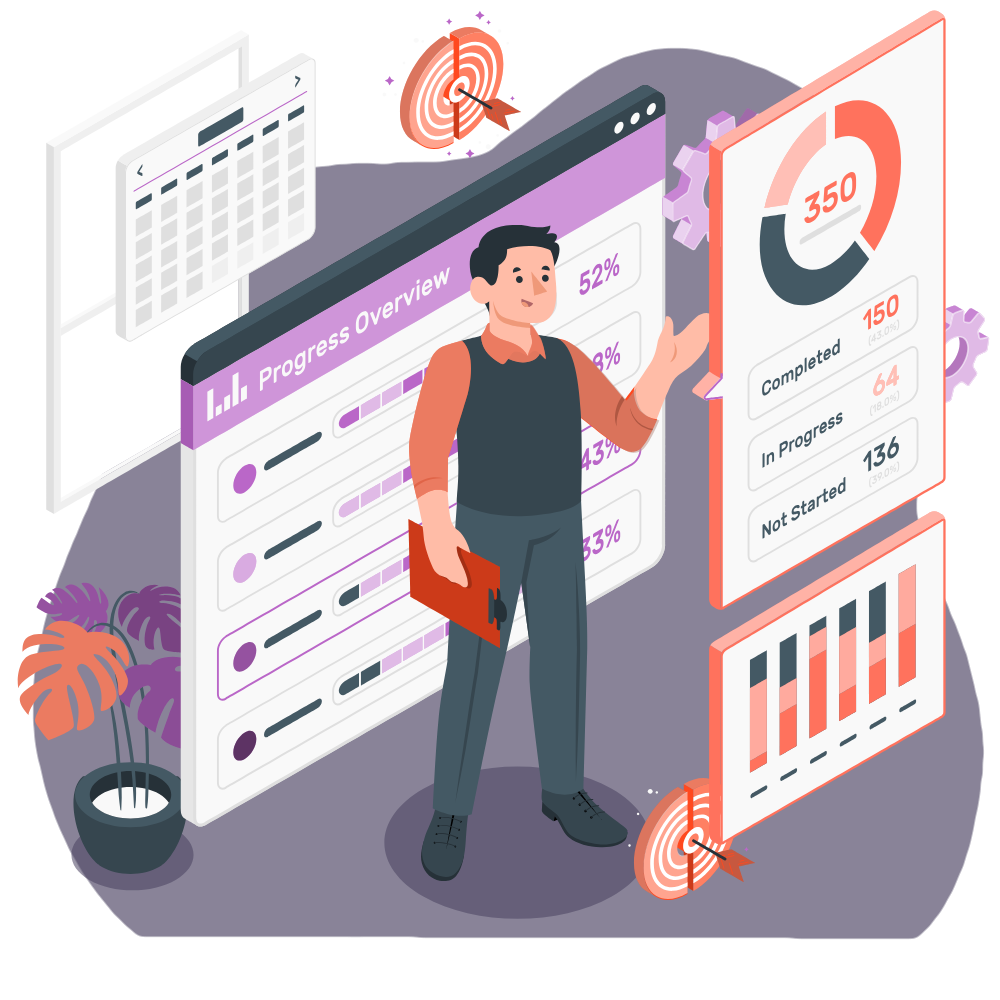 Progress Overview
52%
8%
43%
33%
350
Completed
150
(43.0%)
In Progress
64
(18.0%)
Not Started
136
(39.0%)